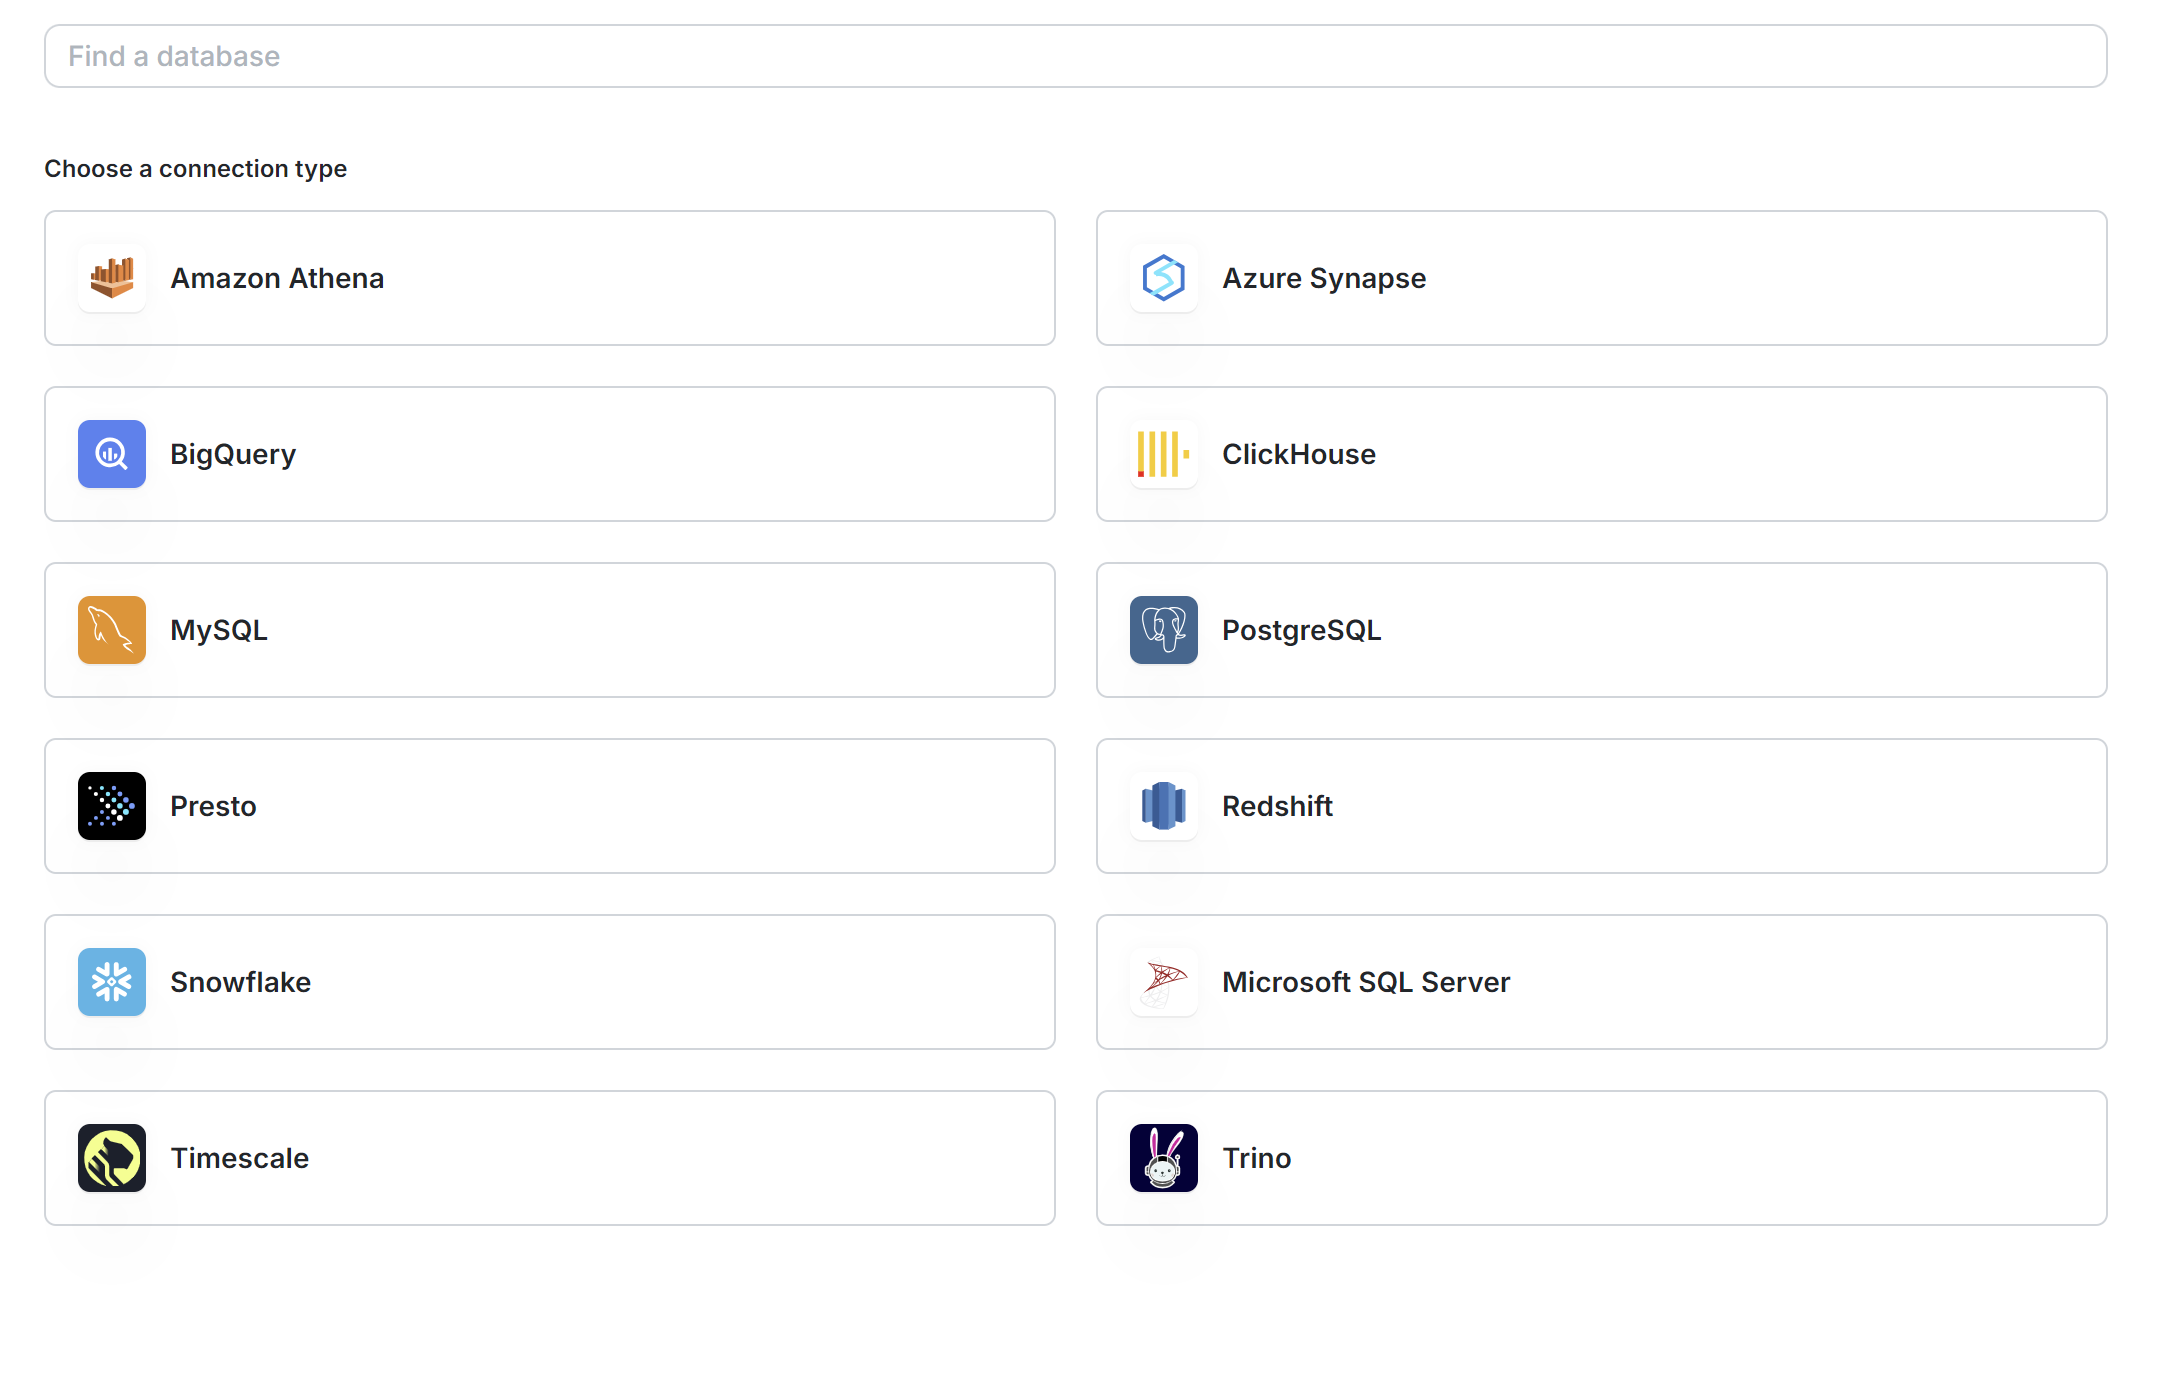 Find a database
Choose a connection type
Amazon Athena
Azure Synapse
BigQuery
ClickHouse
MySQL
PostgreSQL
Presto
Redshift
Snowflake
Microsoft SQL Server
Timescale
Trino